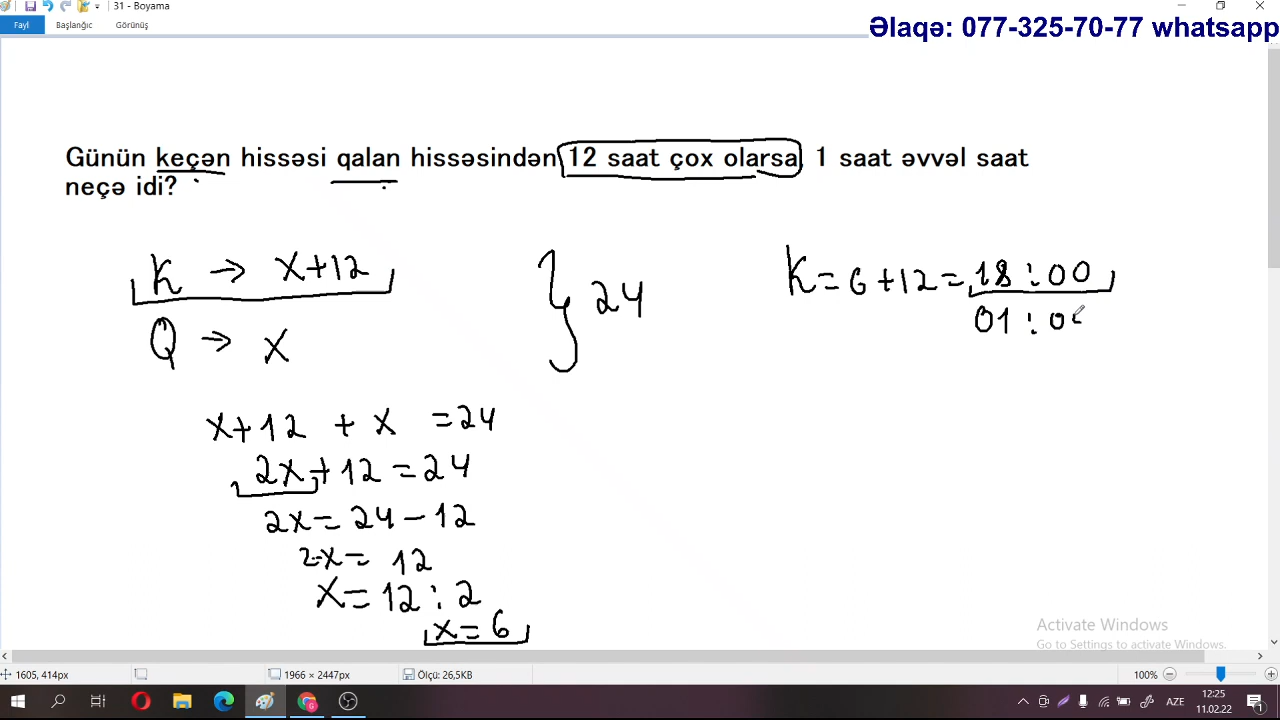 31 - Boyama
Əlaqə: 077-325-70-77 whatsapp
Fayl Başlanğıc Görünüş
Günün keçən hissəsi qalan hissəsindən 12 saat çox olarsa 1 saat əvvəl saat
neçə idi?
K → x+12
Q → x
} 24
K = 6 + 12 = 18 : 00
01 : 0
x+12 + x = 24
2x + 12 = 24
2x = 24 - 12
2x = 12
x = 12 : 2
x = 6
Activate Windows
Go to Settings to activate Windows.
1605, 414px 1966 × 2447px Ölçü: 26,5KB 100%
AZE 12:25
11.02.22